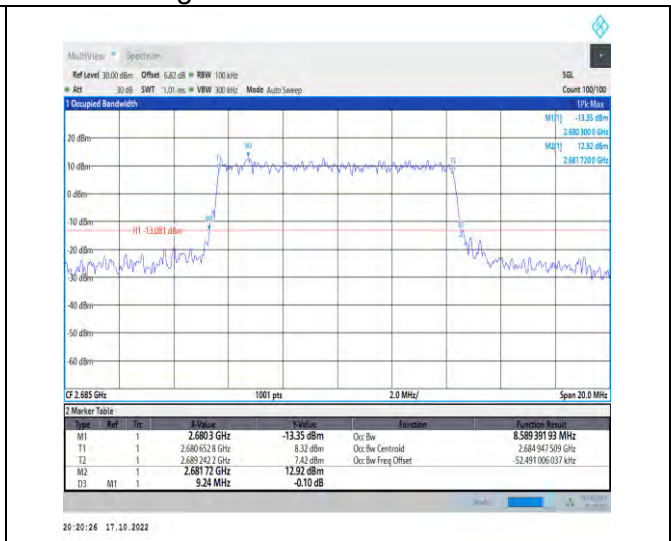 MultiView Spectrum
Ref Level 30.00 dBm Offset 6.82 dB RBW 100 kHz SGL
Att 30 dB SWT 1.01 ms VBW 300 kHz Mode Auto Sweep Count 100/100
1 Occupied Bandwidth 1Pk Max
M1[1] -13.35 dBm
2.680 300 0 GHz
M2[1] 12.92 dBm
2.681 720 0 GHz
20 dBm
M2
T1
T2
10 dBm
0 dBm
-10 dBm
M1
H1 -13.081 dBm
-20 dBm
-30 dBm
-40 dBm
-50 dBm
-60 dBm
CF 2.685 GHz 1001 pts 2.0 MHz/ Span 20.0 MHz
2 Marker Table
Type Ref Trc X-Value Y-Value Function Function Result
M1 1 2.6803 GHz -13.35 dBm Occ Bw 8.589 391 93 MHz
T1 1 2.680 652 8 GHz 8.32 dBm Occ Bw Centroid 2.684 947 509 GHz
T2 1 2.689 242 2 GHz 7.42 dBm Occ Bw Freq Offset -52.491 006 037 kHz
M2 1 2.681 72 GHz 12.92 dBm
D3 M1 1 9.24 MHz -0.10 dB
20:20:26 17.10.2022